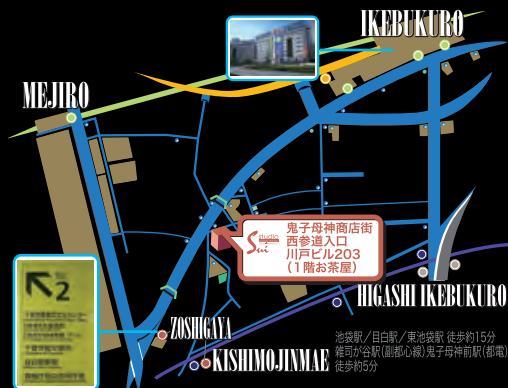 IKEBUKURO
MEJIRO
studio
Sui
鬼子母神商店街
西参道入口
川戸ビル203
(1階お茶屋)
2
HIGASHI IKEBUKURO
ZOSHIGAYA
KISHIMOJINMAE
池袋駅／目白駅／東池袋駅 徒歩約15分
雑司が谷駅(副都心線)鬼子母神前駅(都電)
徒歩約5分